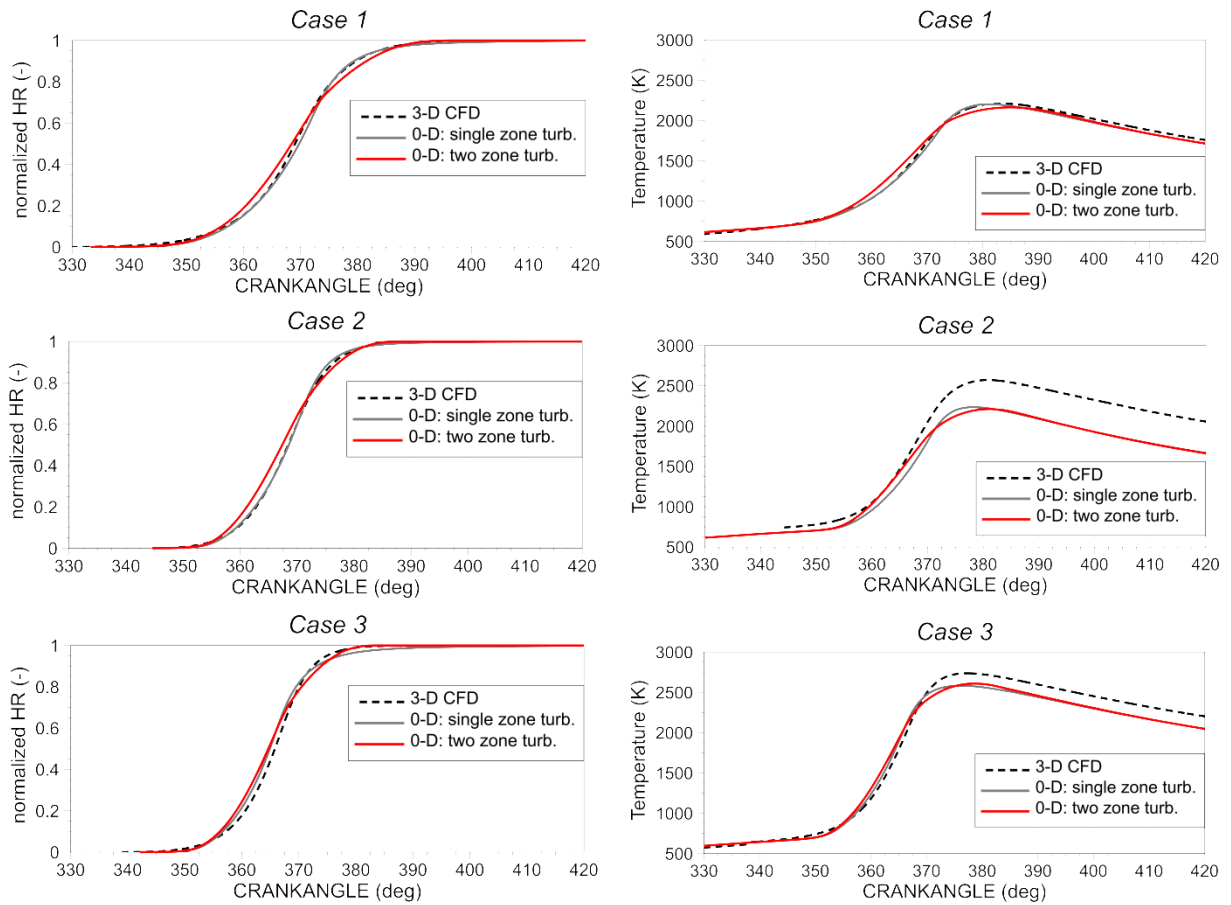 Case 1
normalized HR (-)
1
0.8
0.6
0.4
0.2
0
3-D CFD
0-D: single zone turb.
0-D: two zone turb.
330 340 350 360 370 380 390 400 410 420
CRANKANGLE (deg)
Case 1
Temperature (K)
3000
2500
2000
1500
1000
500
3-D CFD
0-D: single zone turb.
0-D: two zone turb.
330 340 350 360 370 380 390 400 410 420
CRANKANGLE (deg)
Case 2
normalized HR (-)
1
0.8
0.6
0.4
0.2
0
3-D CFD
0-D: single zone turb.
0-D: two zone turb.
330 340 350 360 370 380 390 400 410 420
CRANKANGLE (deg)
Case 2
Temperature (K)
3000
2500
2000
1500
1000
500
3-D CFD
0-D: single zone turb.
0-D: two zone turb.
330 340 350 360 370 380 390 400 410 420
CRANKANGLE (deg)
Case 3
normalized HR (-)
1
0.8
0.6
0.4
0.2
0
3-D CFD
0-D: single zone turb.
0-D: two zone turb.
330 340 350 360 370 380 390 400 410 420
CRANKANGLE (deg)
Case 3
Temperature (K)
3000
2500
2000
1500
1000
500
3-D CFD
0-D: single zone turb.
0-D: two zone turb.
330 340 350 360 370 380 390 400 410 420
CRANKANGLE (deg)